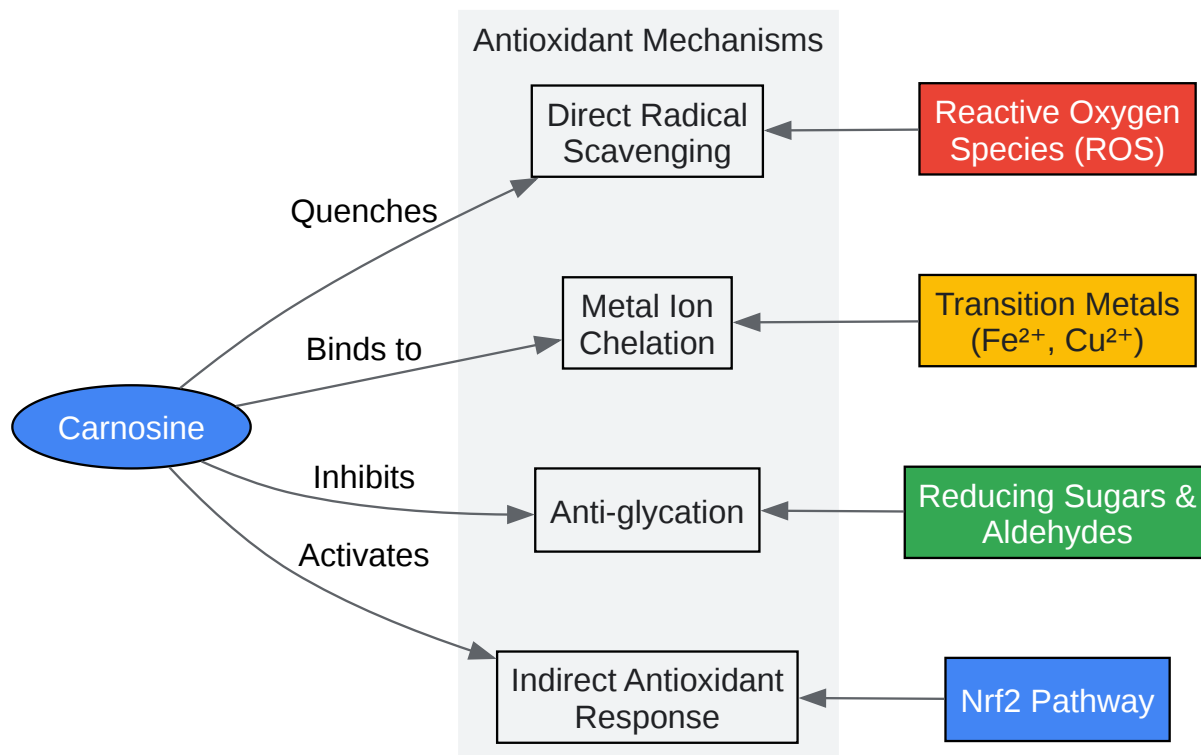 Antioxidant Mechanisms
Direct Radical
Scavenging
Reactive Oxygen
Species (ROS)
Quenches
Metal Ion
Chelation
Transition Metals
(Fe²⁺, Cu²⁺)
Binds to
Carnosine
Inhibits
Anti-glycation
Reducing Sugars &
Aldehydes
Activates
Indirect Antioxidant
Response
Nrf2 Pathway